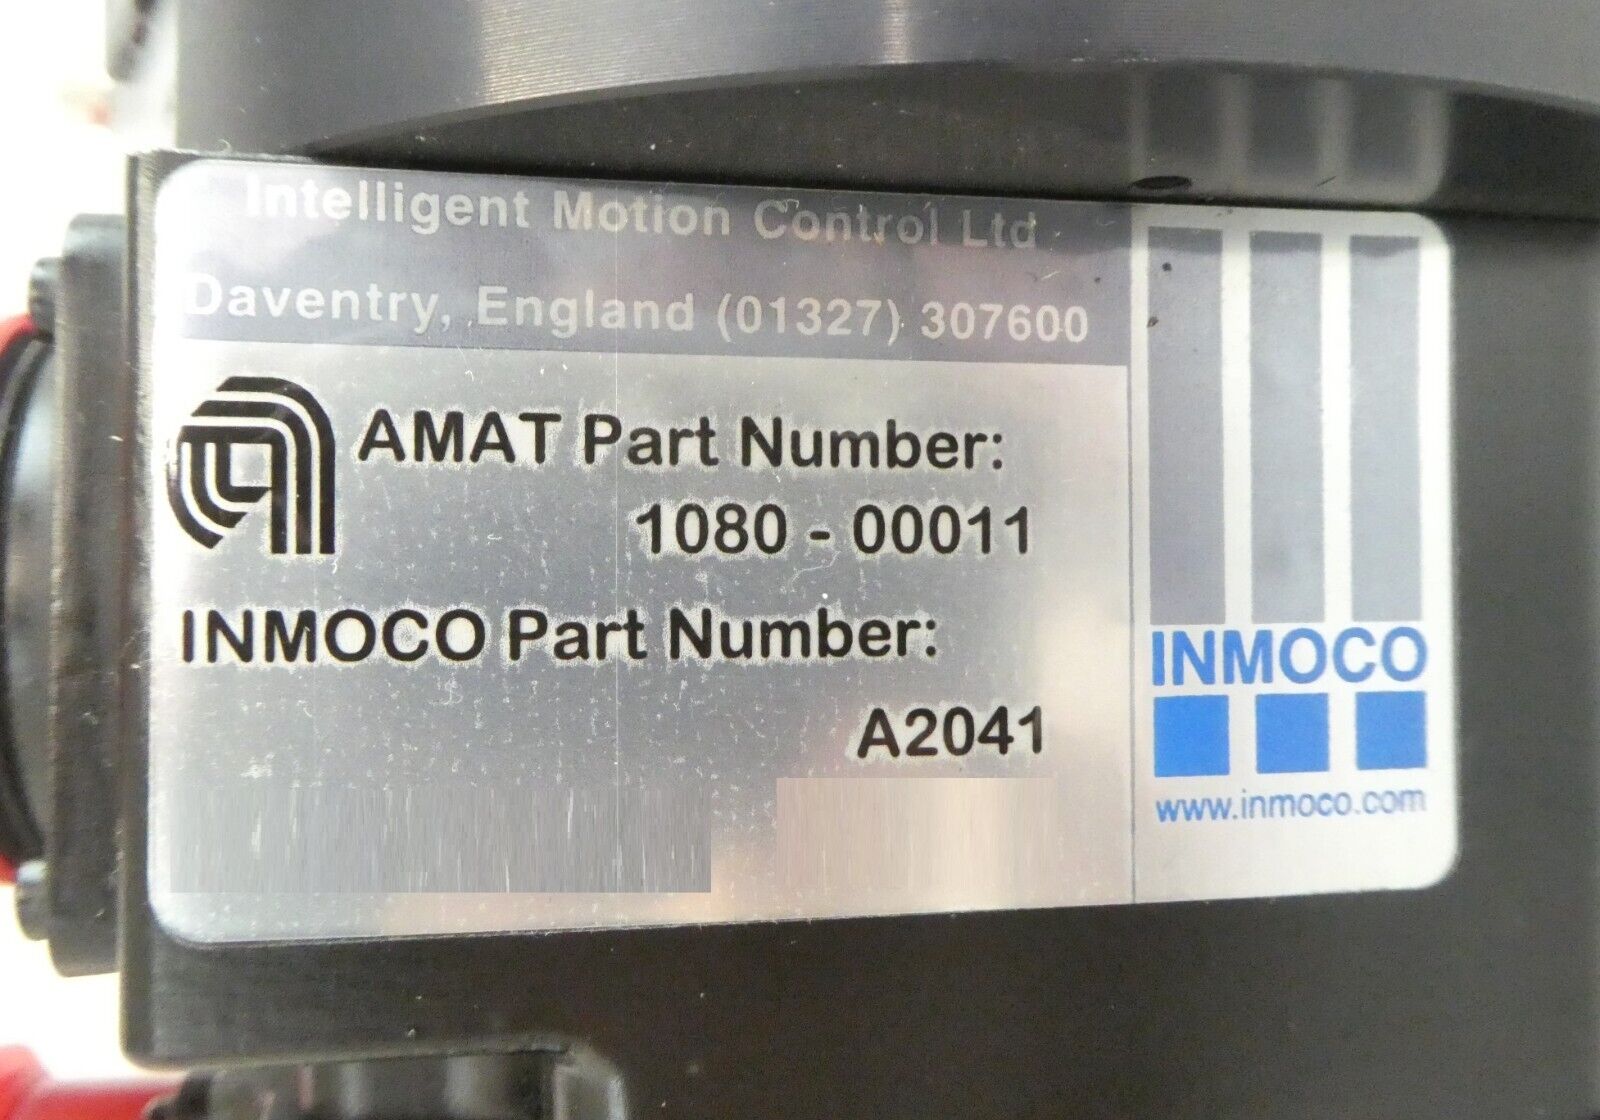 Intelligent Motion Control Ltd
Daventry, England (01327) 307600
AMAT Part Number:
1080 - 00011
INMOCO Part Number:
A2041
INMOCO
www.inmoco.com